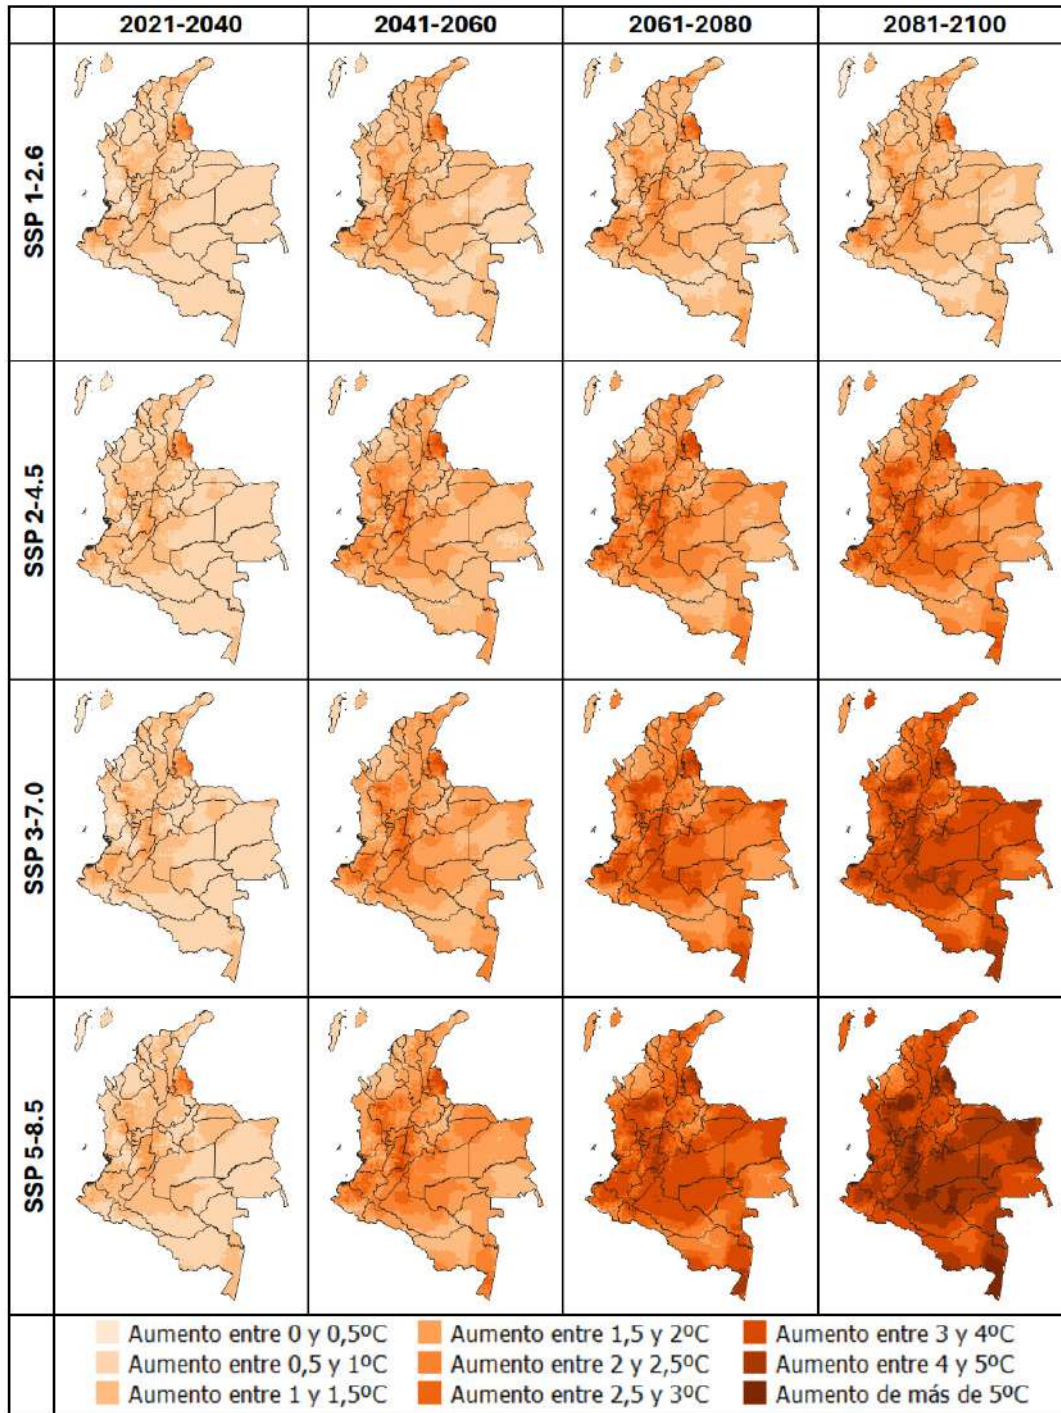 2021-2040 2041-2060 2061-2080 2081-2100
SSP 1-2.6
SSP 2-4.5
SSP 3-7.0
SSP 5-8.5
Aumento entre 0 y 0,5ºC Aumento entre 1,5 y 2ºC Aumento entre 3 y 4ºC
Aumento entre 0,5 y 1ºC Aumento entre 2 y 2,5ºC Aumento entre 4 y 5ºC
Aumento entre 1 y 1,5ºC Aumento entre 2,5 y 3ºC Aumento de más de 5ºC